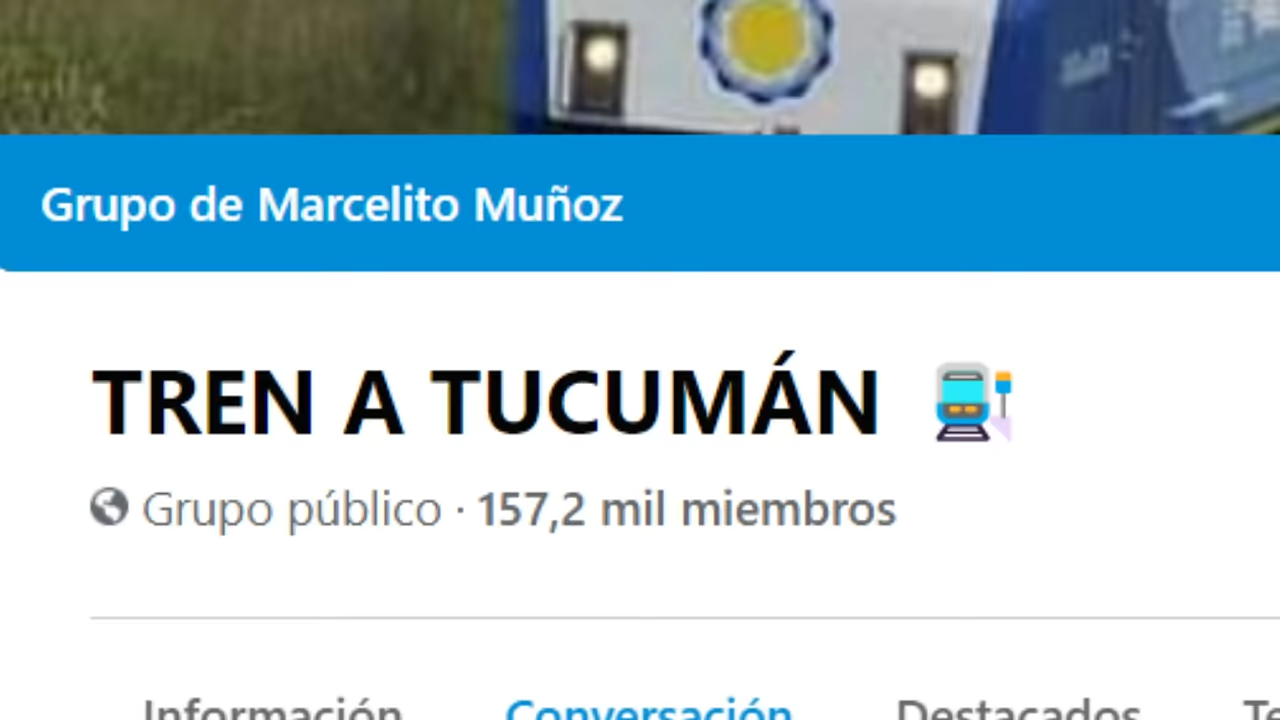 Grupo de Marcelito Muñoz
TREN A TUCUMÁN 🚉
Grupo público · 157,2 mil miembros
Información Conversación Destacados